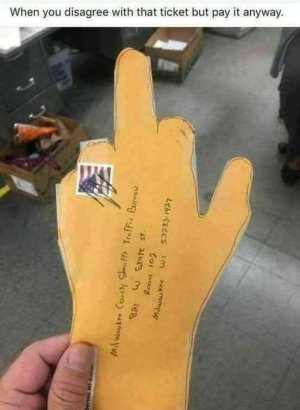 When you disagree with that ticket but pay it anyway.
Milwaukee County Sheriffs Traffic Bureau
821 W State St.
Room 102
Milwaukee WI 53233-1427